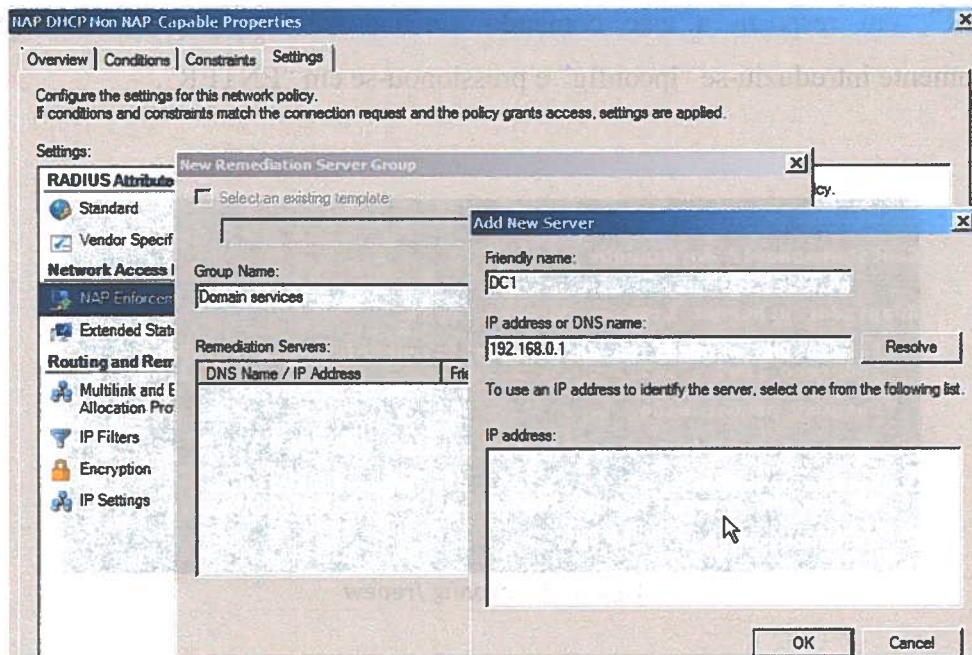 NAP DHCP Non NAP-Capable Properties
Overview
Conditions
Constraints
Settings
Configure the settings for this network policy.
If conditions and constraints match the connection request and the policy grants access, settings are applied.
Settings:
RADIUS Attribute
Standard
Vendor Specif
Network Access
NAP Enforcem
Extended Stat
Routing and Rem
Multilink and B
Allocation Pro
IP Filters
Encryption
IP Settings
New Remediation Server Group
Select an existing template
icy.
Group Name:
Domain services
Remediation Servers:
DNS Name / IP Address
Frie
Add New Server
Friendly name:
DC1
IP address or DNS name:
192.168.0.1
Resolve
To use an IP address to identify the server, select one from the following list.
IP address:
OK
Cancel